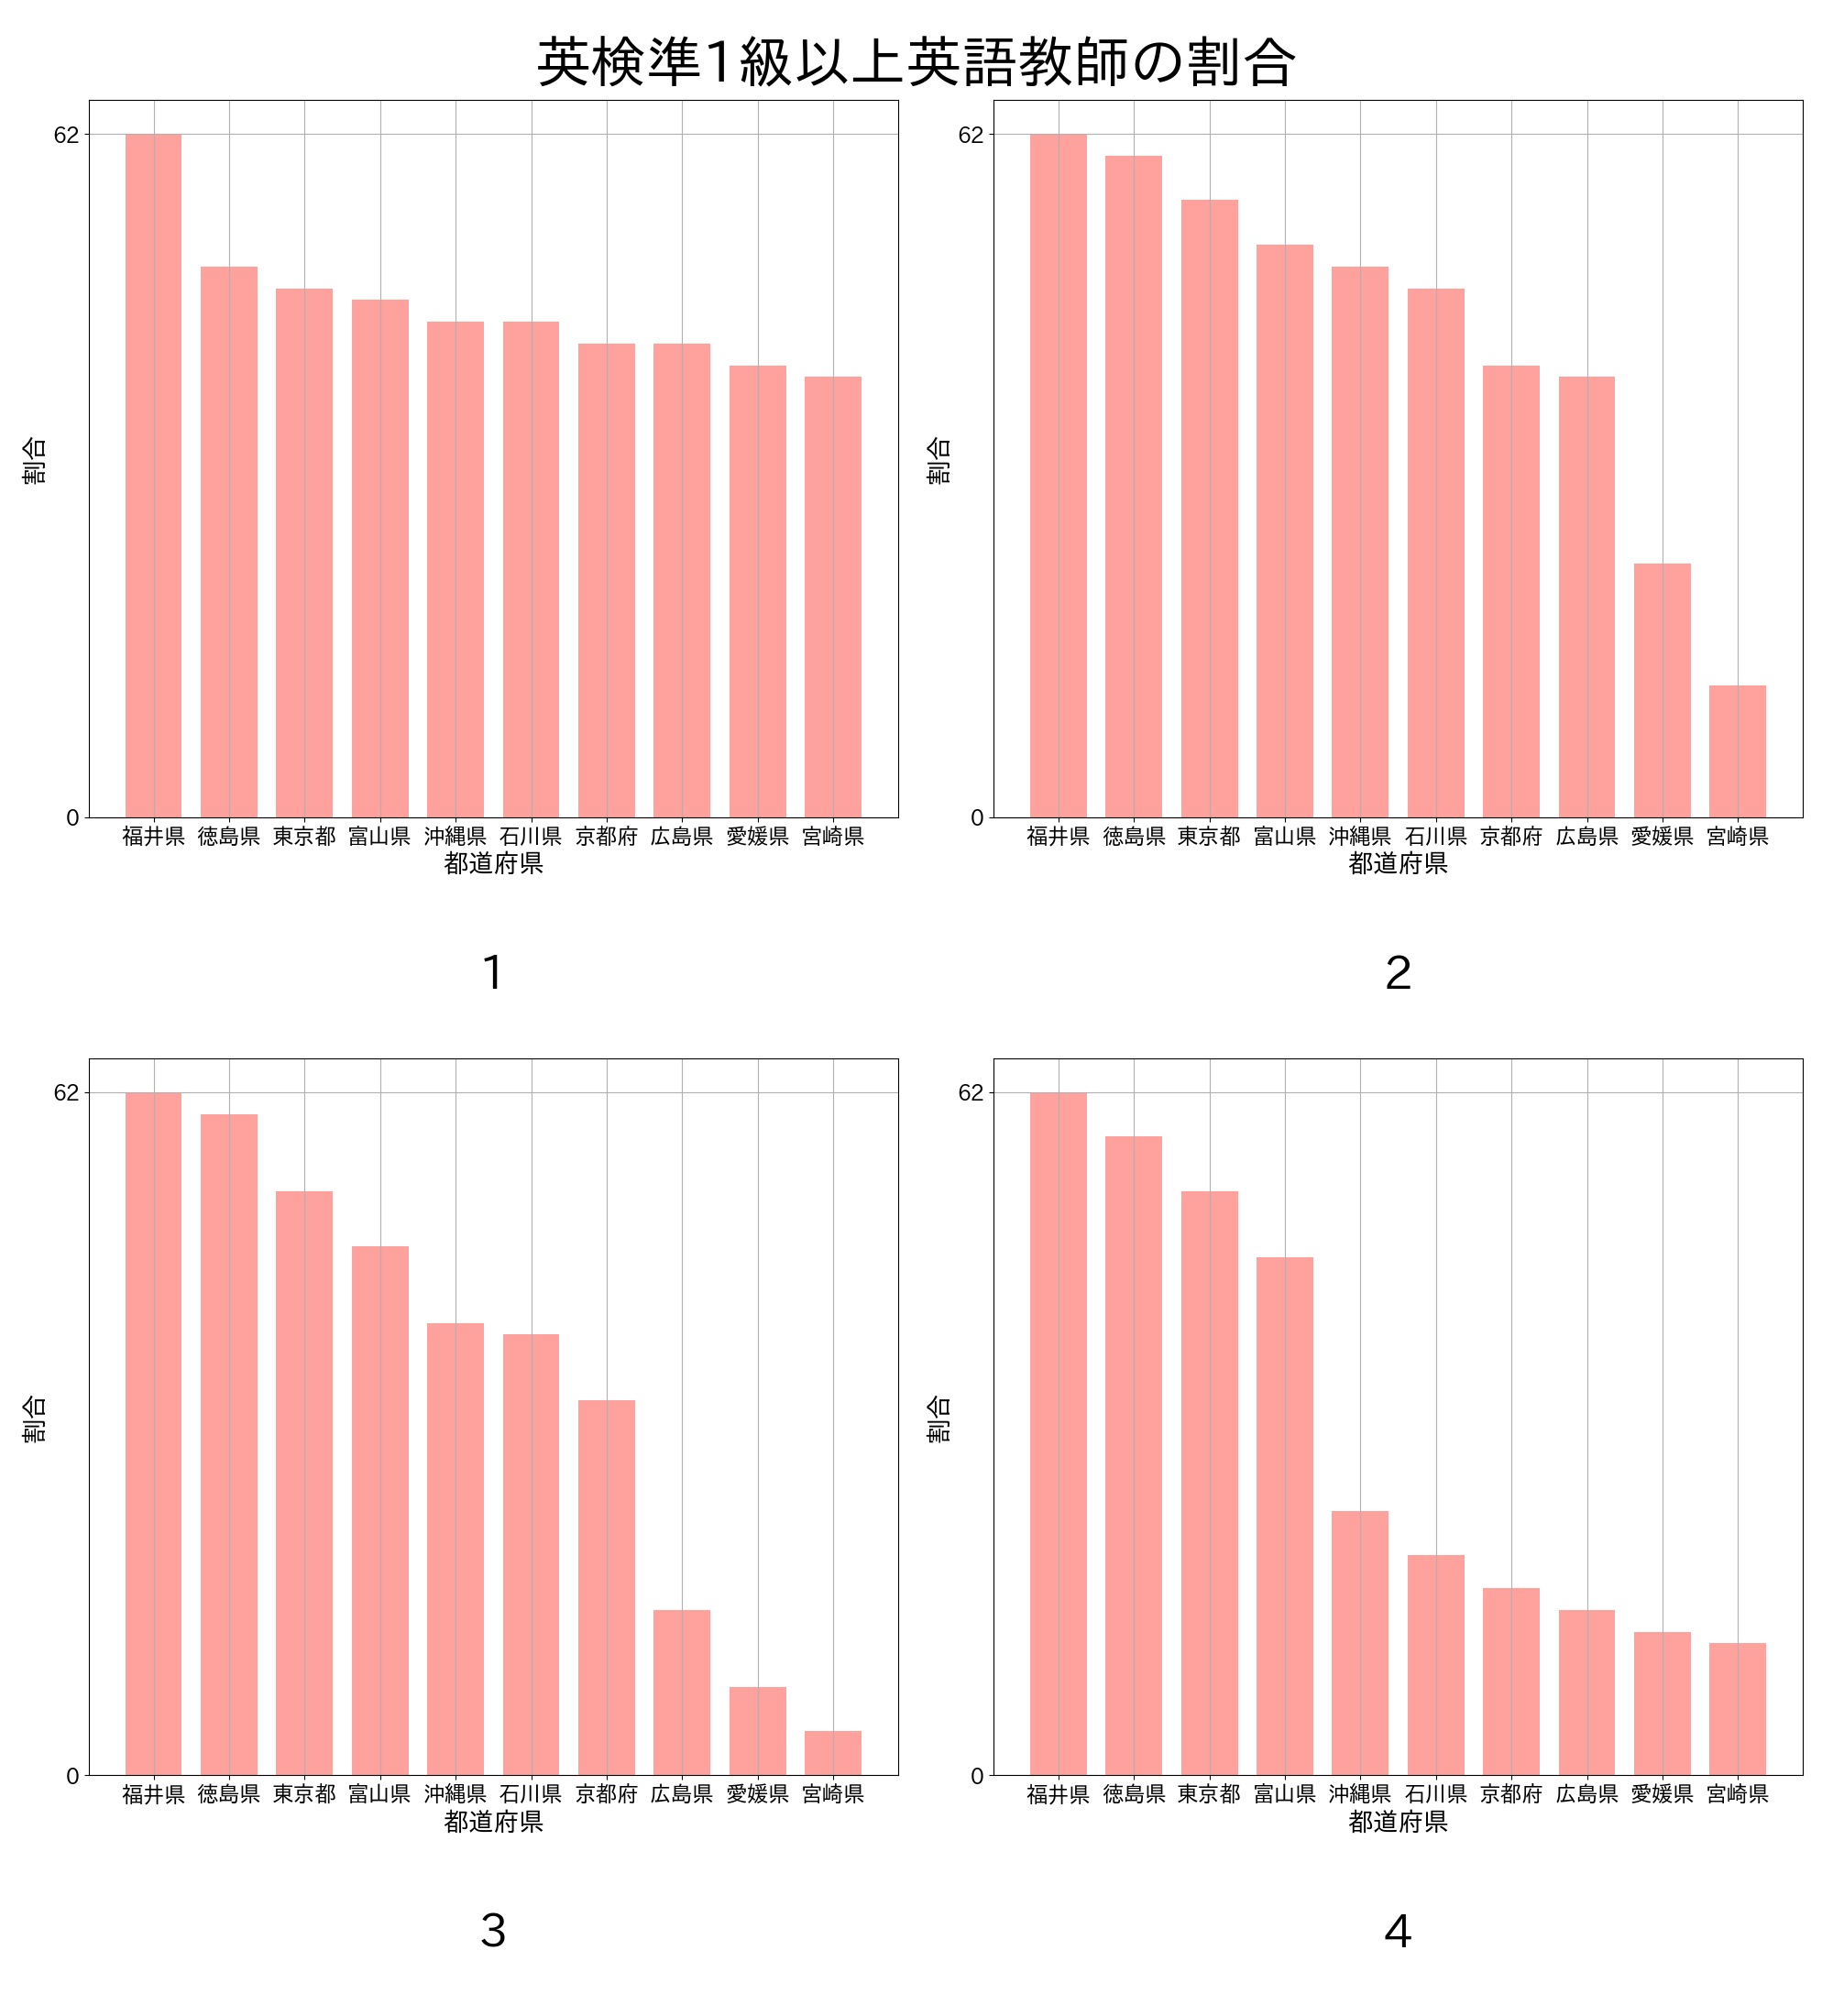 英検準1級以上英語教師の割合
62
0
割合
福井県 徳島県 東京都 富山県 沖縄県 石川県 京都府 広島県 愛媛県 宮崎県
都道府県
1
62
0
割合
福井県 徳島県 東京都 富山県 沖縄県 石川県 京都府 広島県 愛媛県 宮崎県
都道府県
2
62
0
割合
福井県 徳島県 東京都 富山県 沖縄県 石川県 京都府 広島県 愛媛県 宮崎県
都道府県
3
62
0
割合
福井県 徳島県 東京都 富山県 沖縄県 石川県 京都府 広島県 愛媛県 宮崎県
都道府県
4